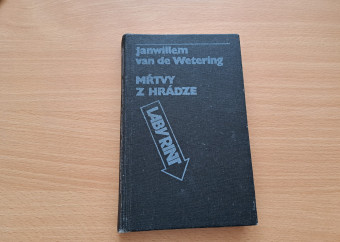 Janwillem
van de Wetering
MŔTVY
Z HRÁDZE
LABYRINT